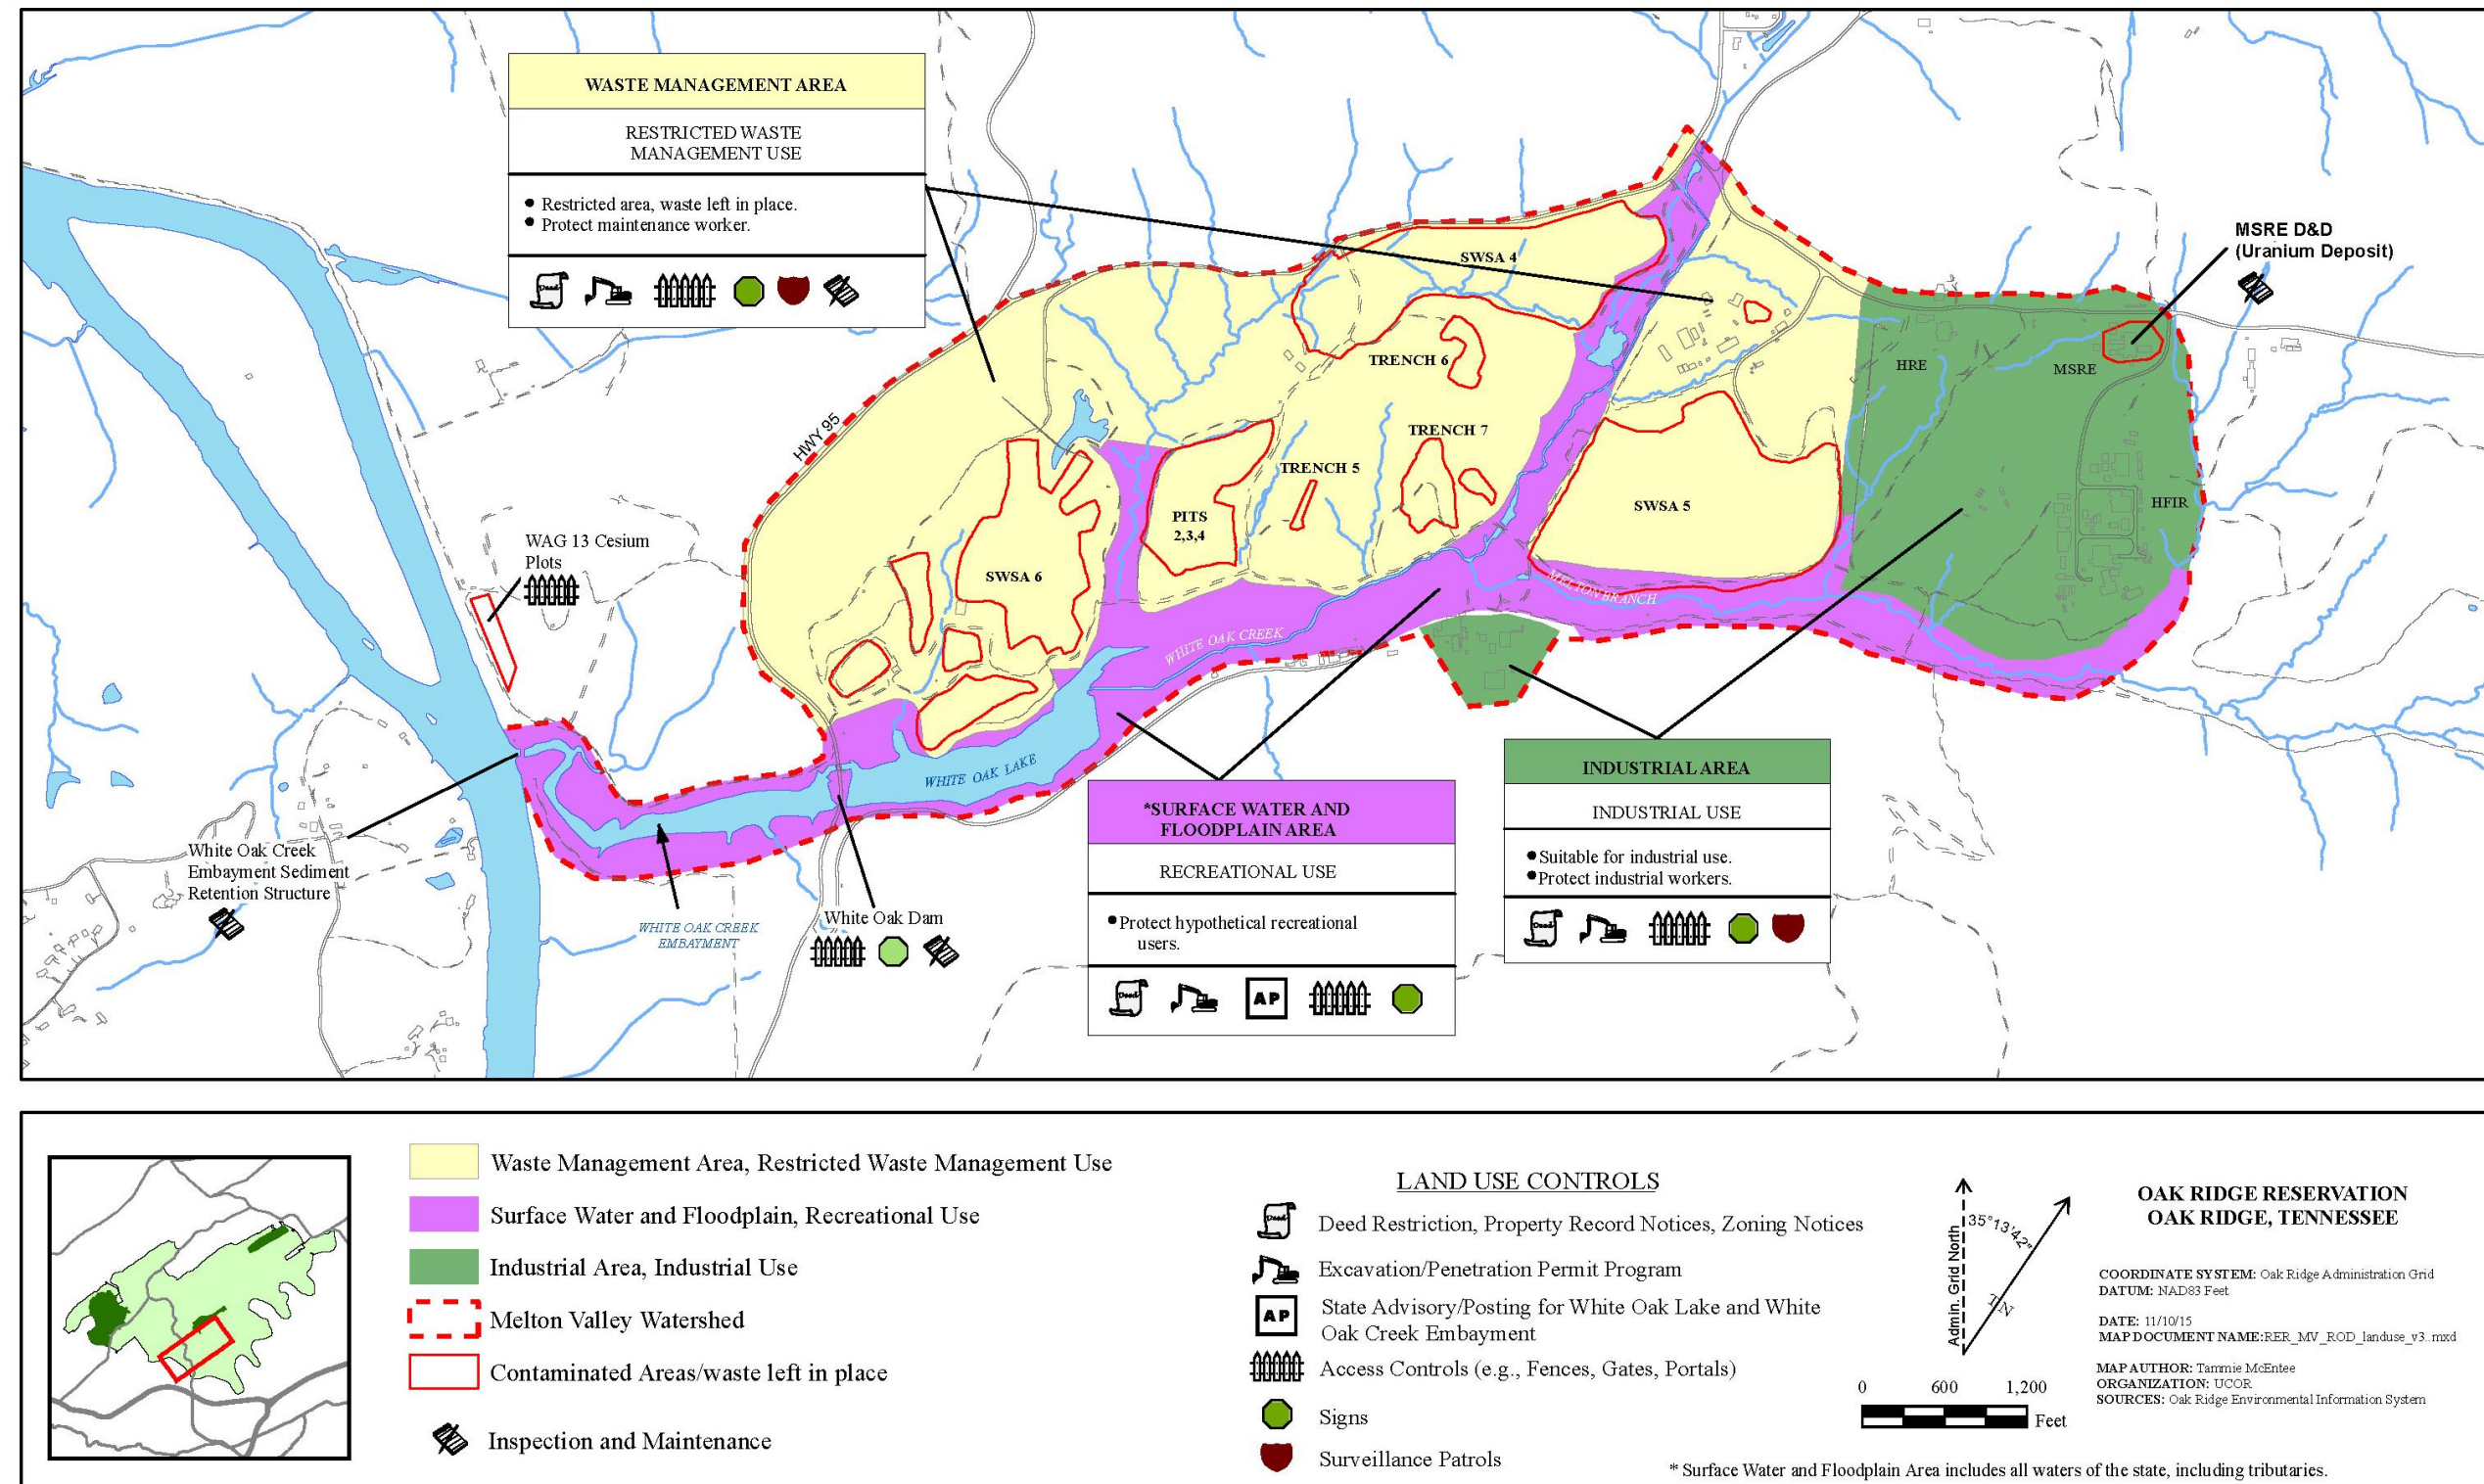 WASTE MANAGEMENT AREA
RESTRICTED WASTE
MANAGEMENT USE
● Restricted area, waste left in place.
● Protect maintenance worker.
Deed
MSRE D&D
(Uranium Deposit)
SWSA 4
TRENCH 6
HRE
MSRE
HWY 95
TRENCH 7
TRENCH 5
PITS
2,3,4
SWSA 5
HFIR
SWSA 6
WAG 13 Cesium
Plots
MELTON BRANCH
WHITE OAK CREEK
WHITE OAK LAKE
White Oak Creek
Embayment Sediment
Retention Structure
WHITE OAK CREEK
EMBAYMENT
White Oak Dam
*SURFACE WATER AND
FLOODPLAIN AREA
RECREATIONAL USE
● Protect hypothetical recreational
users.
Deed
AP
INDUSTRIAL AREA
INDUSTRIAL USE
● Suitable for industrial use.
● Protect industrial workers.
Deed
Waste Management Area, Restricted Waste Management Use
Surface Water and Floodplain, Recreational Use
Industrial Area, Industrial Use
Melton Valley Watershed
Contaminated Areas/waste left in place
Inspection and Maintenance
LAND USE CONTROLS
Deed
Deed Restriction, Property Record Notices, Zoning Notices
Excavation/Penetration Permit Program
AP
State Advisory/Posting for White Oak Lake and White
Oak Creek Embayment
Access Controls (e.g., Fences, Gates, Portals)
Signs
Surveillance Patrols
Admin. Grid North
35°13'42"
TN
0 600 1,200
Feet
OAK RIDGE RESERVATION
OAK RIDGE, TENNESSEE
COORDINATE SYSTEM: Oak Ridge Administration Grid
DATUM: NAD83 Feet
DATE: 11/10/15
MAP DOCUMENT NAME:RER_MV_ROD_landuse_v3.mxd
MAP AUTHOR: Tammie McEntee
ORGANIZATION: UCOR
SOURCES: Oak Ridge Environmental Information System
* Surface Water and Floodplain Area includes all waters of the state, including tributaries.